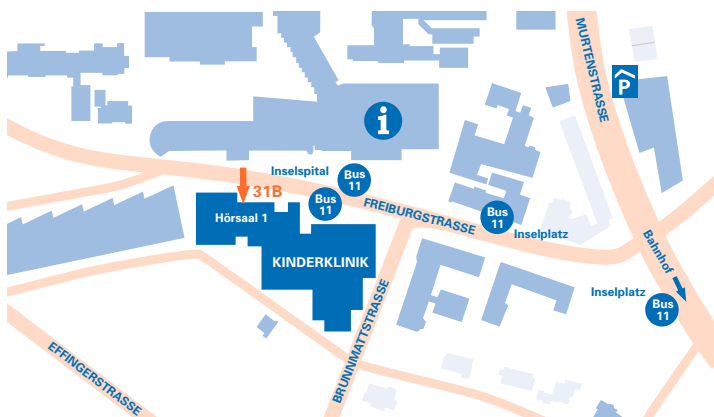 MURTENSTRASSE
P
i
Inselspital
Bus
11
31B
Bus
11
Hörsaal 1
FREIBURGSTRASSE
Bus
11
Inselplatz
KINDERKLINIK
Bahnhof
Inselplatz
Bus
11
BRUNNMATTSTRASSE
EFFINGERSTRASSE